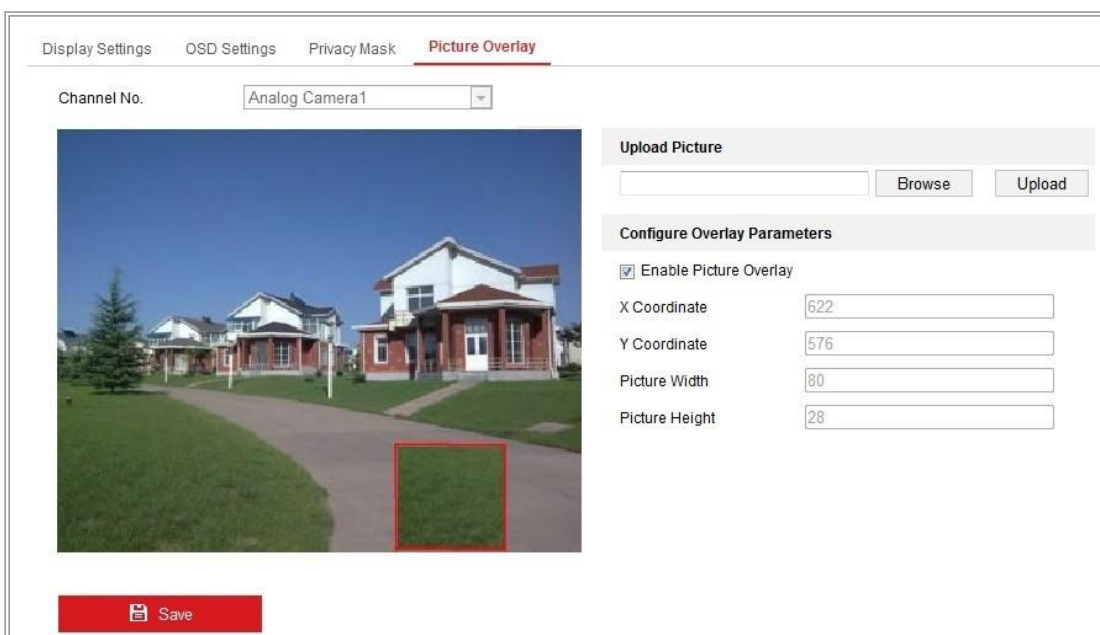 Display Settings OSD Settings Privacy Mask Picture Overlay
Channel No. Analog Camera1
Upload Picture
Browse Upload
Configure Overlay Parameters
Enable Picture Overlay
X Coordinate 622
Y Coordinate 576
Picture Width 80
Picture Height 28
Save